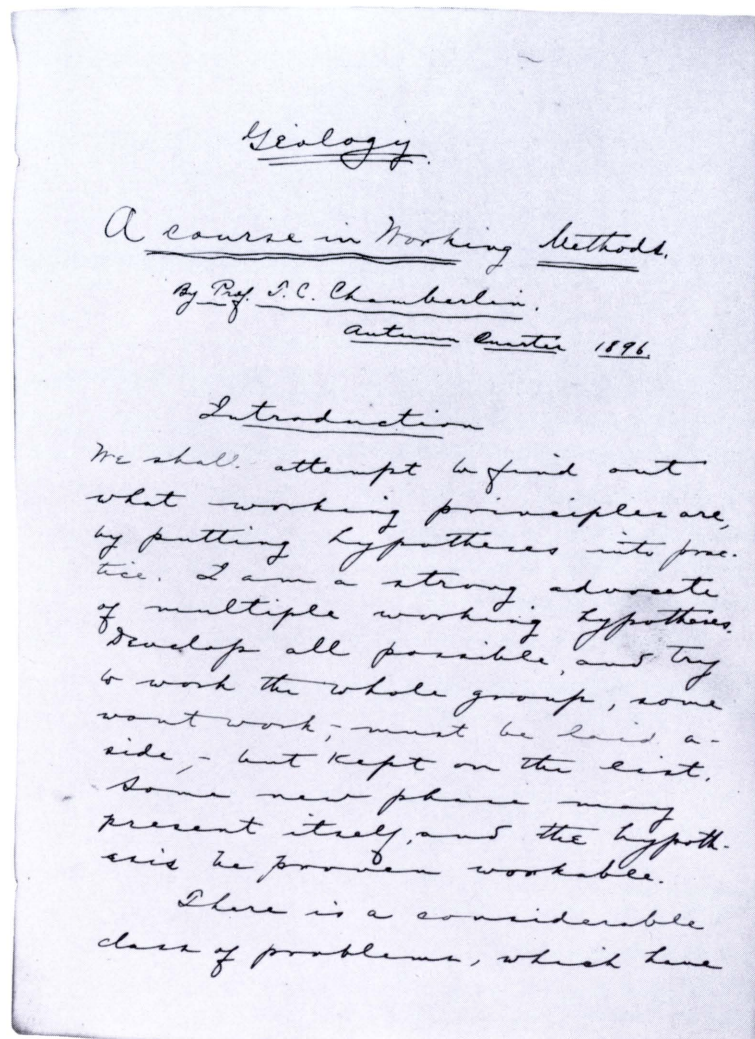 Geology.
A course in Working Methods.
By Prof. T. C. Chamberlin.
Autumn Quarter 1896.
Introduction
We shall attempt to find out
what working principles are,
by putting hypotheses into prac-
tice. I am a strong advocate
of multiple working hypotheses.
Develop all possible, and try
to work the whole group, some
wont work, - must be laid a-
side, - but kept on the list.
Some new phase may
present itself, and the hypoth-
esis be proven workable.
There is a considerable
class of problems, which have